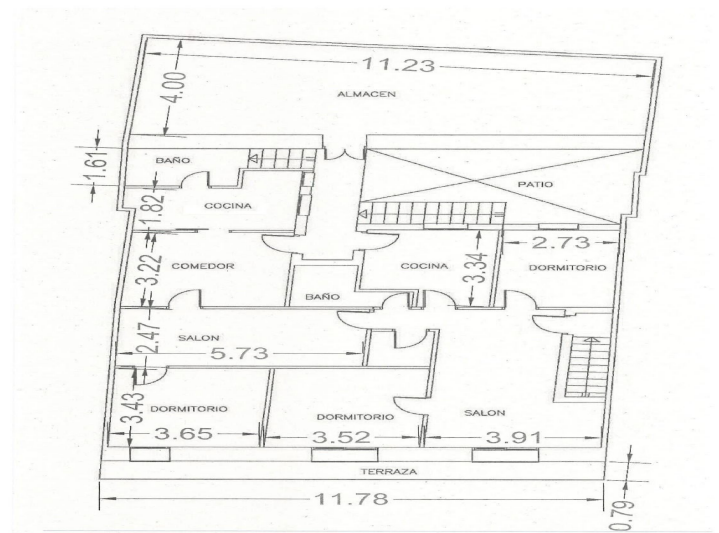 11.23
4.00
ALMACEN
1.61
BAÑO
PATIO
1.82
COCINA
2.73
3.22
COMEDOR
COCINA
3.34
DORMITORIO
BAÑO
2.47
SALON
5.73
3.43
DORMITORIO
DORMITORIO
SALON
3.65
3.52
3.91
TERRAZA
11.78
0.79